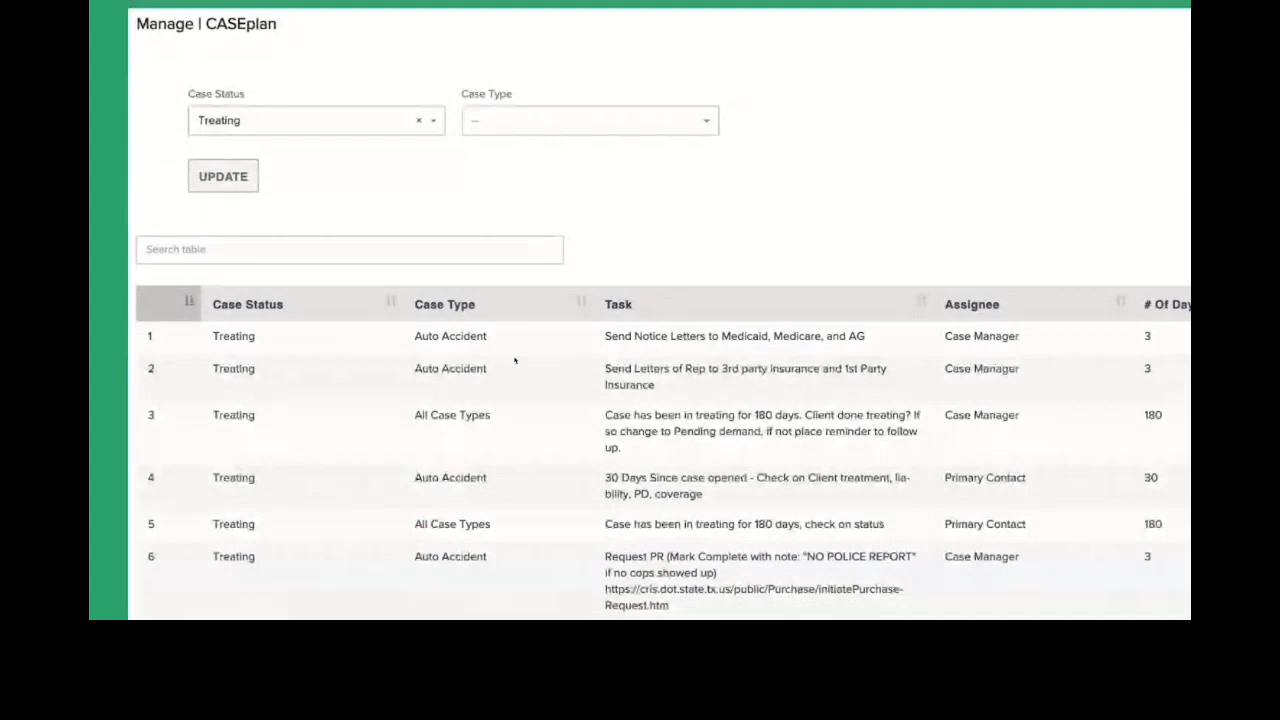 Manage | CASEplan
Case Status Case Type
Treating × --
UPDATE
Search table
Case Status Case Type Task Assignee # Of Day
1 Treating Auto Accident Send Notice Letters to Medicaid, Medicare, and AG Case Manager 3
2 Treating Auto Accident Send Letters of Rep to 3rd party Insurance and 1st Party Case Manager 3
Insurance
3 Treating All Case Types Case has been in treating for 180 days. Client done treating? If Case Manager 180
so change to Pending demand, if not place reminder to follow
up.
4 Treating Auto Accident 30 Days Since case opened - Check on Client treatment, lia- Primary Contact 30
bility, PD, coverage
5 Treating All Case Types Case has been in treating for 180 days, check on status Primary Contact 180
6 Treating Auto Accident Request PR (Mark Complete with note: "NO POLICE REPORT" Case Manager 3
if no cops showed up)
https://cris.dot.state.tx.us/public/Purchase/initiatePurchase-
Request.htm